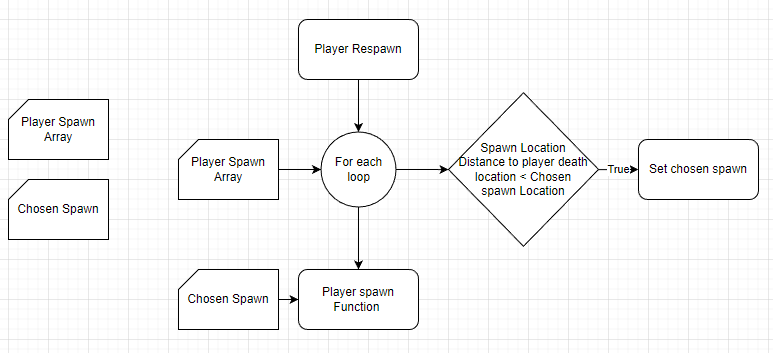 Player Respawn
Player Spawn
Array
Player Spawn
Array
For each
loop
Spawn Location
Distance to player death
location < Chosen
spawn Location
True
Set chosen spawn
Chosen Spawn
Chosen Spawn
Player spawn
Function